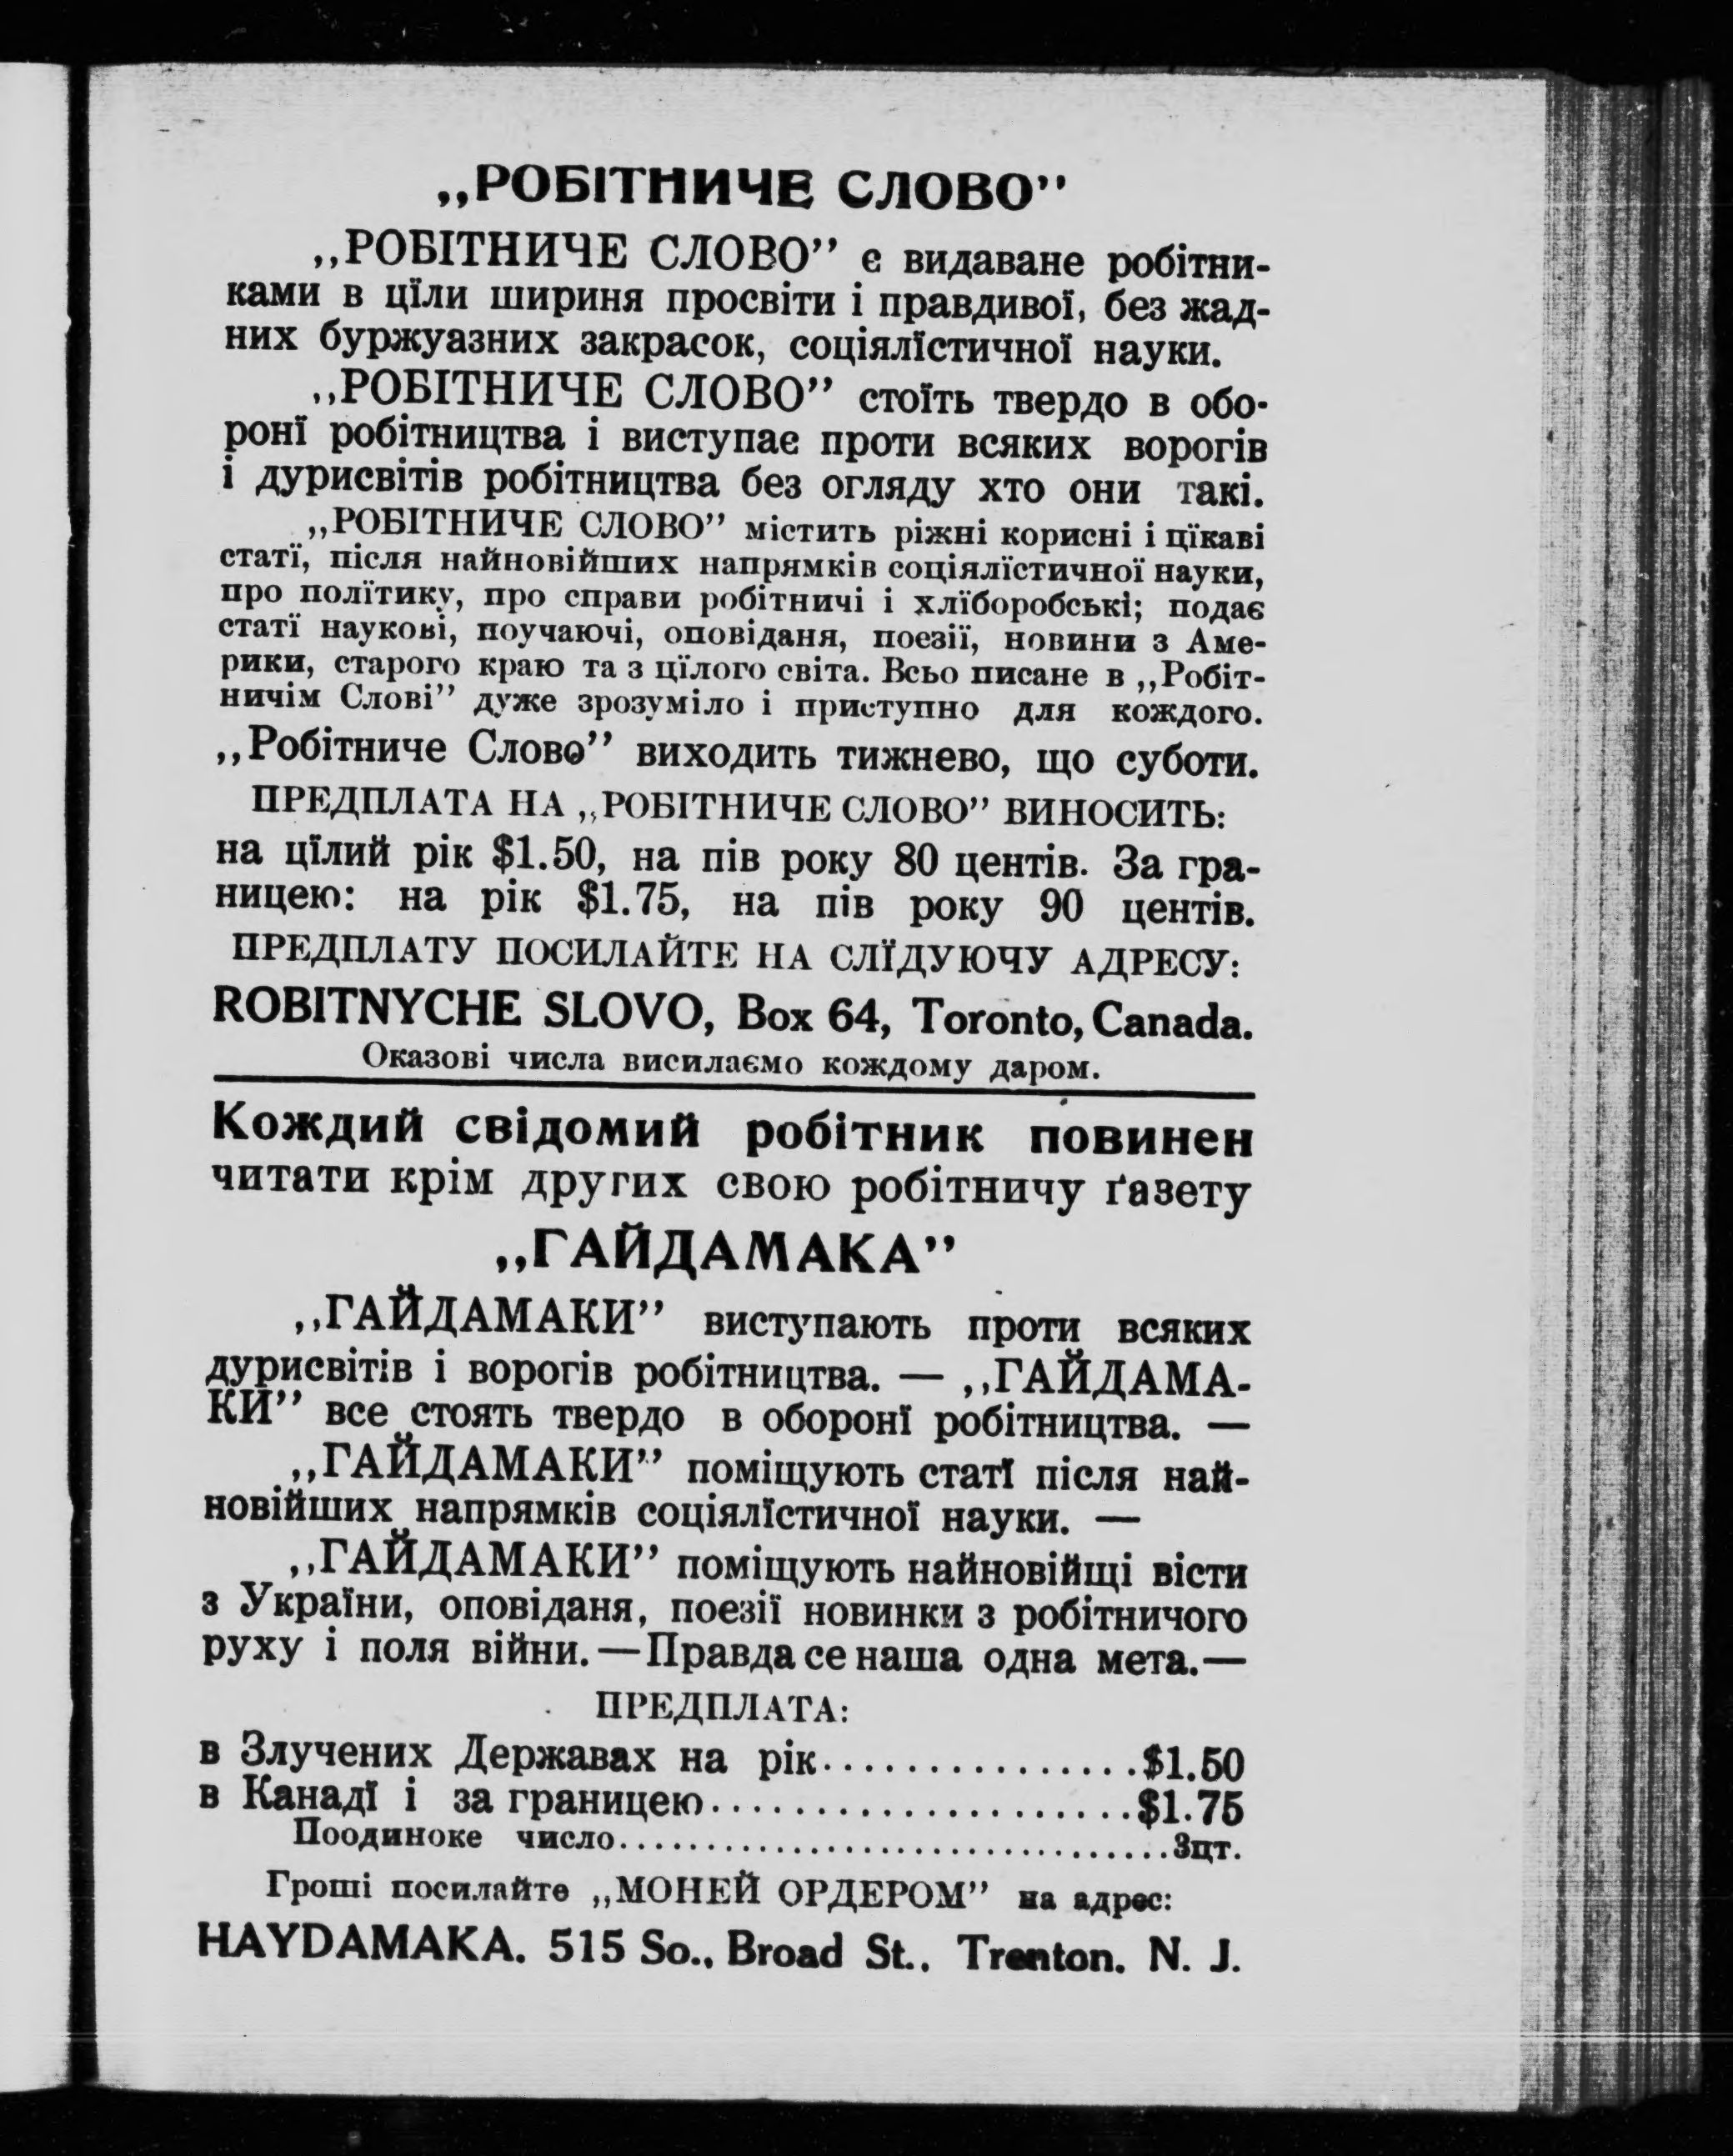 „РОБІТНИЧЕ СЛОВО”
„РОБІТНИЧЕ СЛОВО” є видаване робітни-
ками в ціли шириня просвіти і правдивої, без жад-
них буржуазних закрасок, соціялїстичної науки.
„РОБІТНИЧЕ СЛОВО” стоїть твердо в обо-
роні робітництва і виступає проти всяких ворогів
і дурисвітів робітництва без огляду хто они такі.
„РОБІТНИЧЕ СЛОВО” містить ріжні корисні і цїкаві
статї, після найновійших напрямків соціялїстичної науки,
про полїтику, про справи робітничі і хлїборобські; подає
статї наукові, поучаючі, оповіданя, поезії, новини з Аме-
рики, старого краю та з цїлого світа. Всьо писане в „Робіт-
ничім Слові” дуже зрозуміло і приступно для кождого.
„Робітниче Слово” виходить тижнево, що суботи.
ПРЕДПЛАТА НА „РОБІТНИЧЕ СЛОВО” ВИНОСИТЬ:
на цїлий рік $1.50, на пів року 80 центів. За гра-
ницею: на рік $1.75, на пів року 90 центів.
ПРЕДПЛАТУ ПОСИЛАЙТЕ НА СЛЇДУЮЧУ АДРЕСУ:
ROBITNYCHE SLOVO, Box 64, Toronto, Canada.
Оказові числа висилаємо кождому даром.
Кождий свідомий робітник повинен
читати крім других свою робітничу ґазету
„ГАЙДАМАКА”
„ГАЙДАМАКИ” виступають проти всяких
дурисвітів і ворогів робітництва. — „ГАЙДАМА-
КИ” все стоять твердо в оборонї робітництва. —
„ГАЙДАМАКИ” поміщують статї після най-
новійших напрямків соціялїстичної науки. —
„ГАЙДАМАКИ” поміщують найновійщі вісти
з України, оповіданя, поезії новинки з робітничого
руху і поля війни. — Правда се наша одна мета. —
ПРЕДПЛАТА:
в Злучених Державах на рік................$1.50
в Канадї і за границею.....................$1.75
Поодиноке число.................................3цт.
Гроші посилайте „МОНЕЙ ОРДЕРОМ” на адрес:
HAYDAMAKA. 515 So., Broad St.. Trenton. N. J.